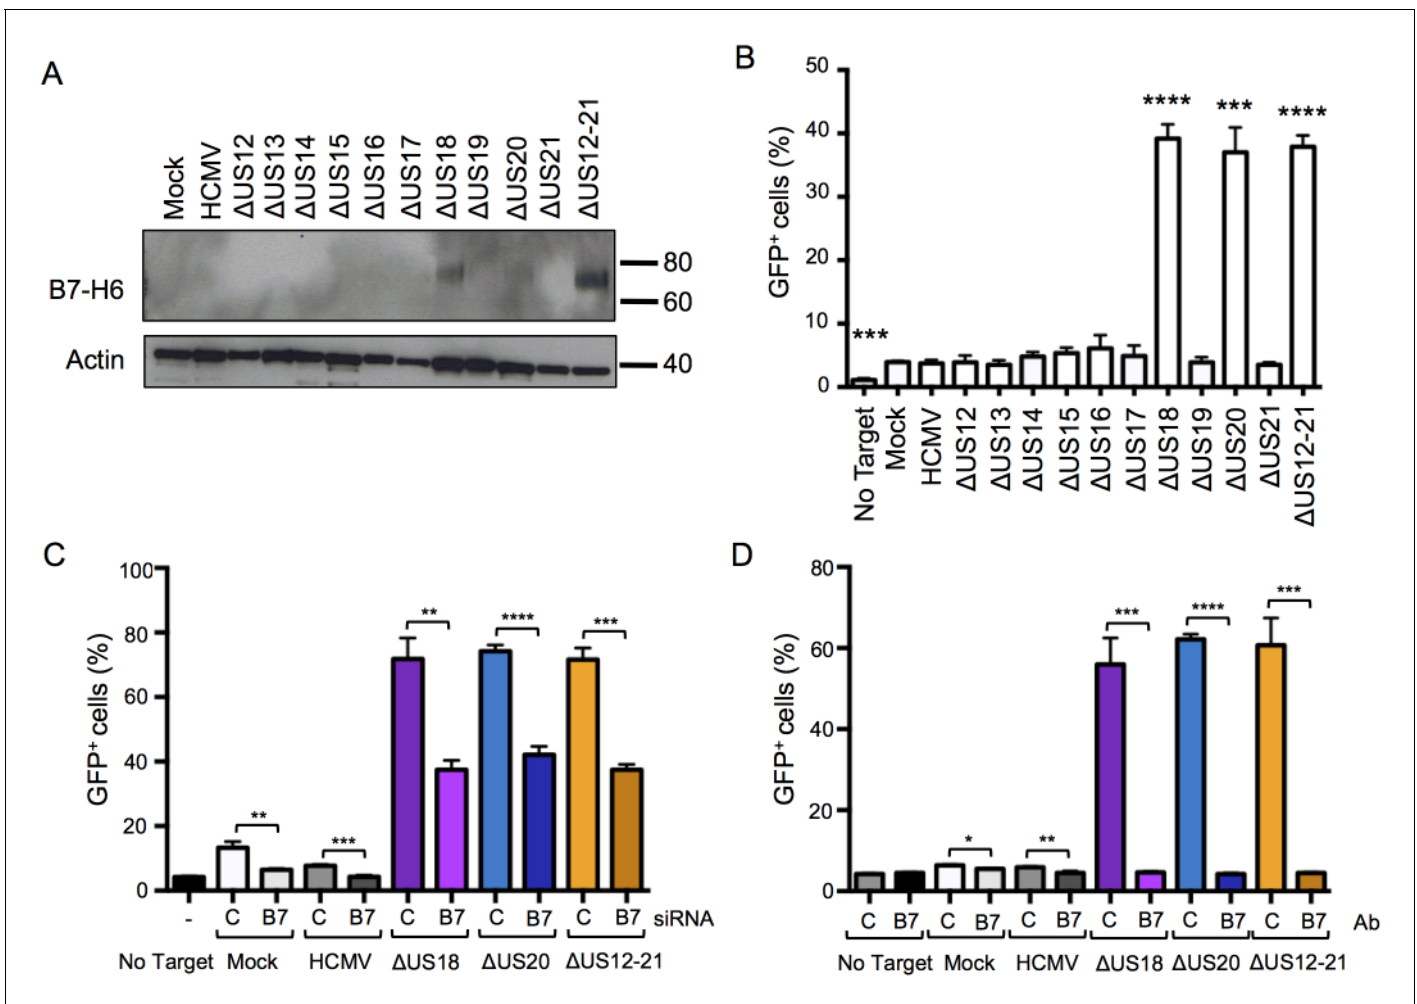 A
Mock
HCMV
ΔUS12
ΔUS13
ΔUS14
ΔUS15
ΔUS16
ΔUS17
ΔUS18
ΔUS19
ΔUS20
ΔUS21
ΔUS12-21
B7-H6
80
60
Actin
40
B
GFP+ cells (%)
50
40
30
20
10
0
***
****
***
****
No Target
Mock
HCMV
ΔUS12
ΔUS13
ΔUS14
ΔUS15
ΔUS16
ΔUS17
ΔUS18
ΔUS19
ΔUS20
ΔUS21
ΔUS12-21
C
GFP+ cells (%)
100
80
60
40
20
0
**
***
**
****
***
- C B7 C B7 C B7 C B7 C B7 siRNA
No Target Mock HCMV ΔUS18 ΔUS20 ΔUS12-21
D
GFP+ cells (%)
80
60
40
20
0
*
**
***
****
***
C B7 C B7 C B7 C B7 C B7 C B7 Ab
No Target Mock HCMV ΔUS18 ΔUS20 ΔUS12-21